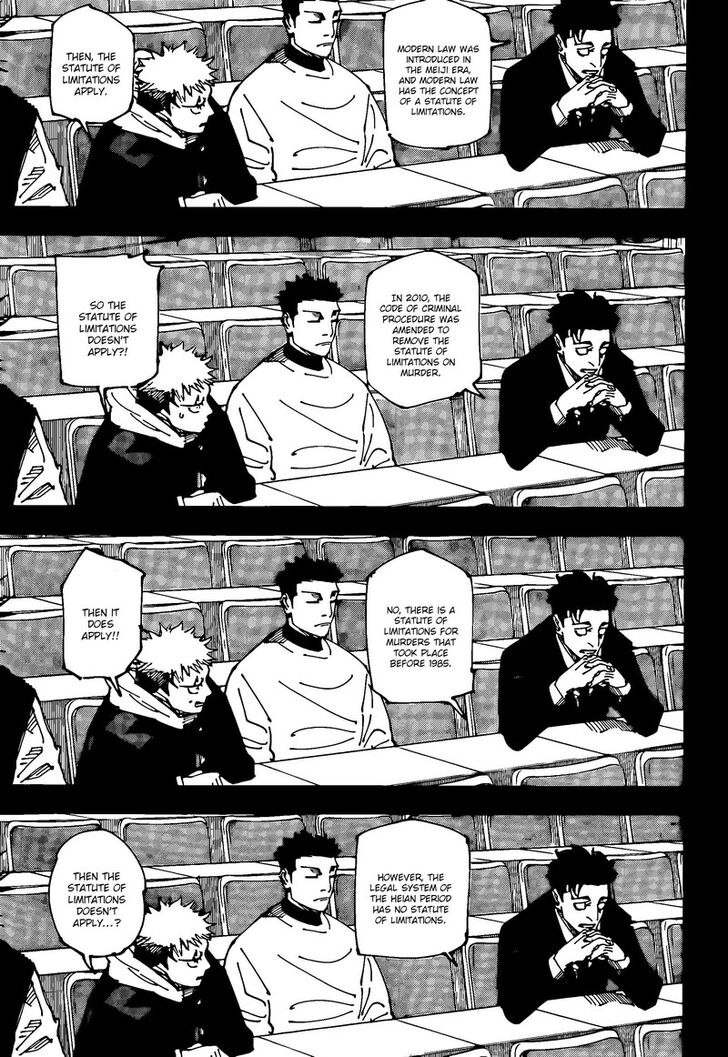 MODERN LAW WAS
INTRODUCED IN
THE MEIJI ERA,
AND MODERN LAW
HAS THE CONCEPT
OF A STATUTE OF
LIMITATIONS.
THEN, THE
STATUTE OF
LIMITATIONS
APPLY.
IN 2010, THE
CODE OF CRIMINAL
PROCEDURE WAS
AMENDED TO
REMOVE THE
STATUTE OF
LIMITATIONS ON
MURDER.
SO THE
STATUTE OF
LIMITATIONS
DOESN'T
APPLY?!
NO, THERE IS A
STATUTE OF
LIMITATIONS FOR
MURDERS THAT
TOOK PLACE
BEFORE 1985.
THEN IT
DOES
APPLY!!
HOWEVER, THE
LEGAL SYSTEM OF
THE HEIAN PERIOD
HAS NO STATUTE
OF LIMITATIONS.
THEN THE
STATUTE OF
LIMITATIONS
DOESN'T
APPLY...?